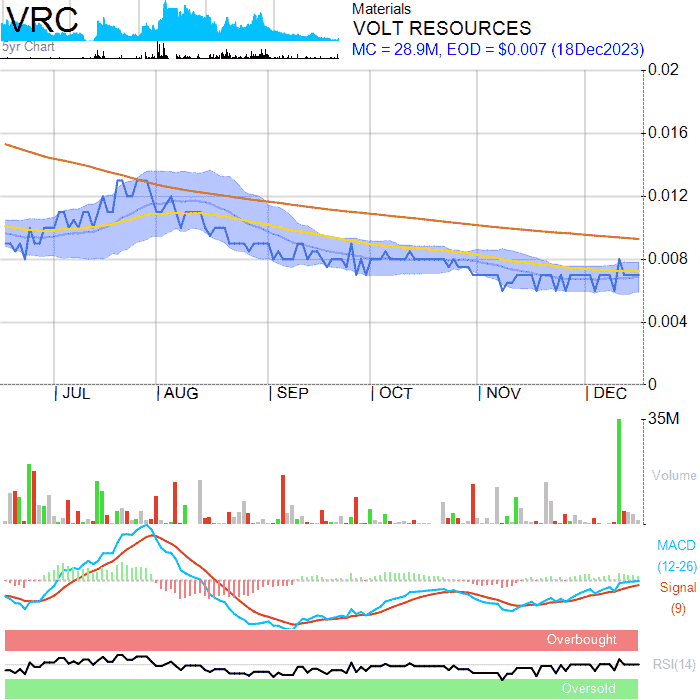 VRC
5yr Chart
Materials
VOLT RESOURCES
MC = 28.9M, EOD = $0.007 (18Dec2023)
0.02
0.016
0.012
0.008
0.004
0
JUL AUG SEP OCT NOV DEC
35M
Volume
MACD
(12-26)
Signal
(9)
Overbought
RSI(14)
Oversold